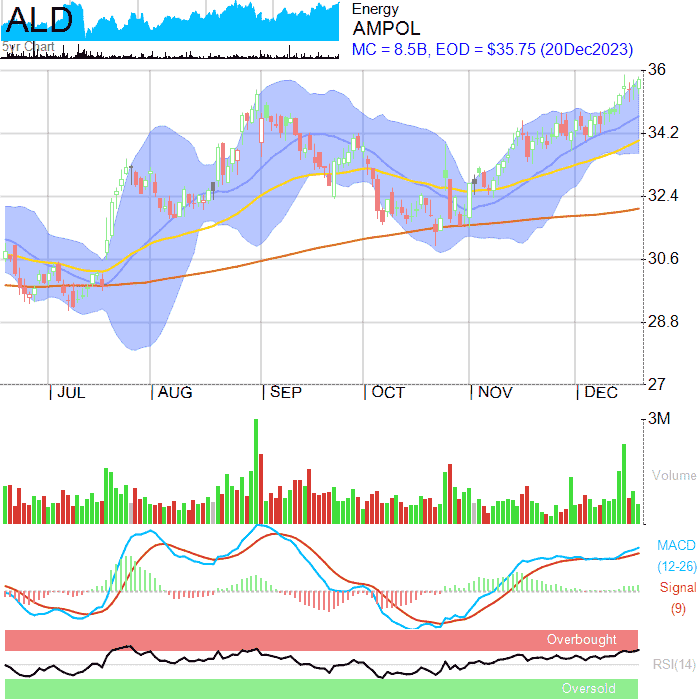 ALD
5yr Chart
Energy
AMPOL
MC = 8.5B, EOD = $35.75 (20Dec2023)
36
34.2
32.4
30.6
28.8
27
JUL AUG SEP OCT NOV DEC
3M
Volume
MACD
(12-26)
Signal
(9)
Overbought
RSI(14)
Oversold